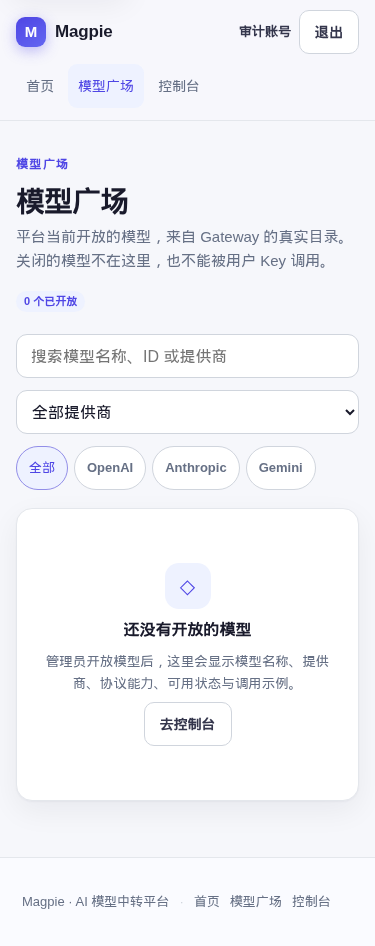 M Magpie 审计账号 退出
首页 模型广场 控制台
模型广场
模型广场
平台当前开放的模型，来自 Gateway 的真实目录。
关闭的模型不在这里，也不能被用户 Key 调用。
0 个已开放
搜索模型名称、ID 或提供商
全部提供商
全部 OpenAI Anthropic Gemini
还没有开放的模型
管理员开放模型后，这里会显示模型名称、提供
商、协议能力、可用状态与调用示例。
去控制台
Magpie · AI 模型中转平台 · 首页 模型广场 控制台